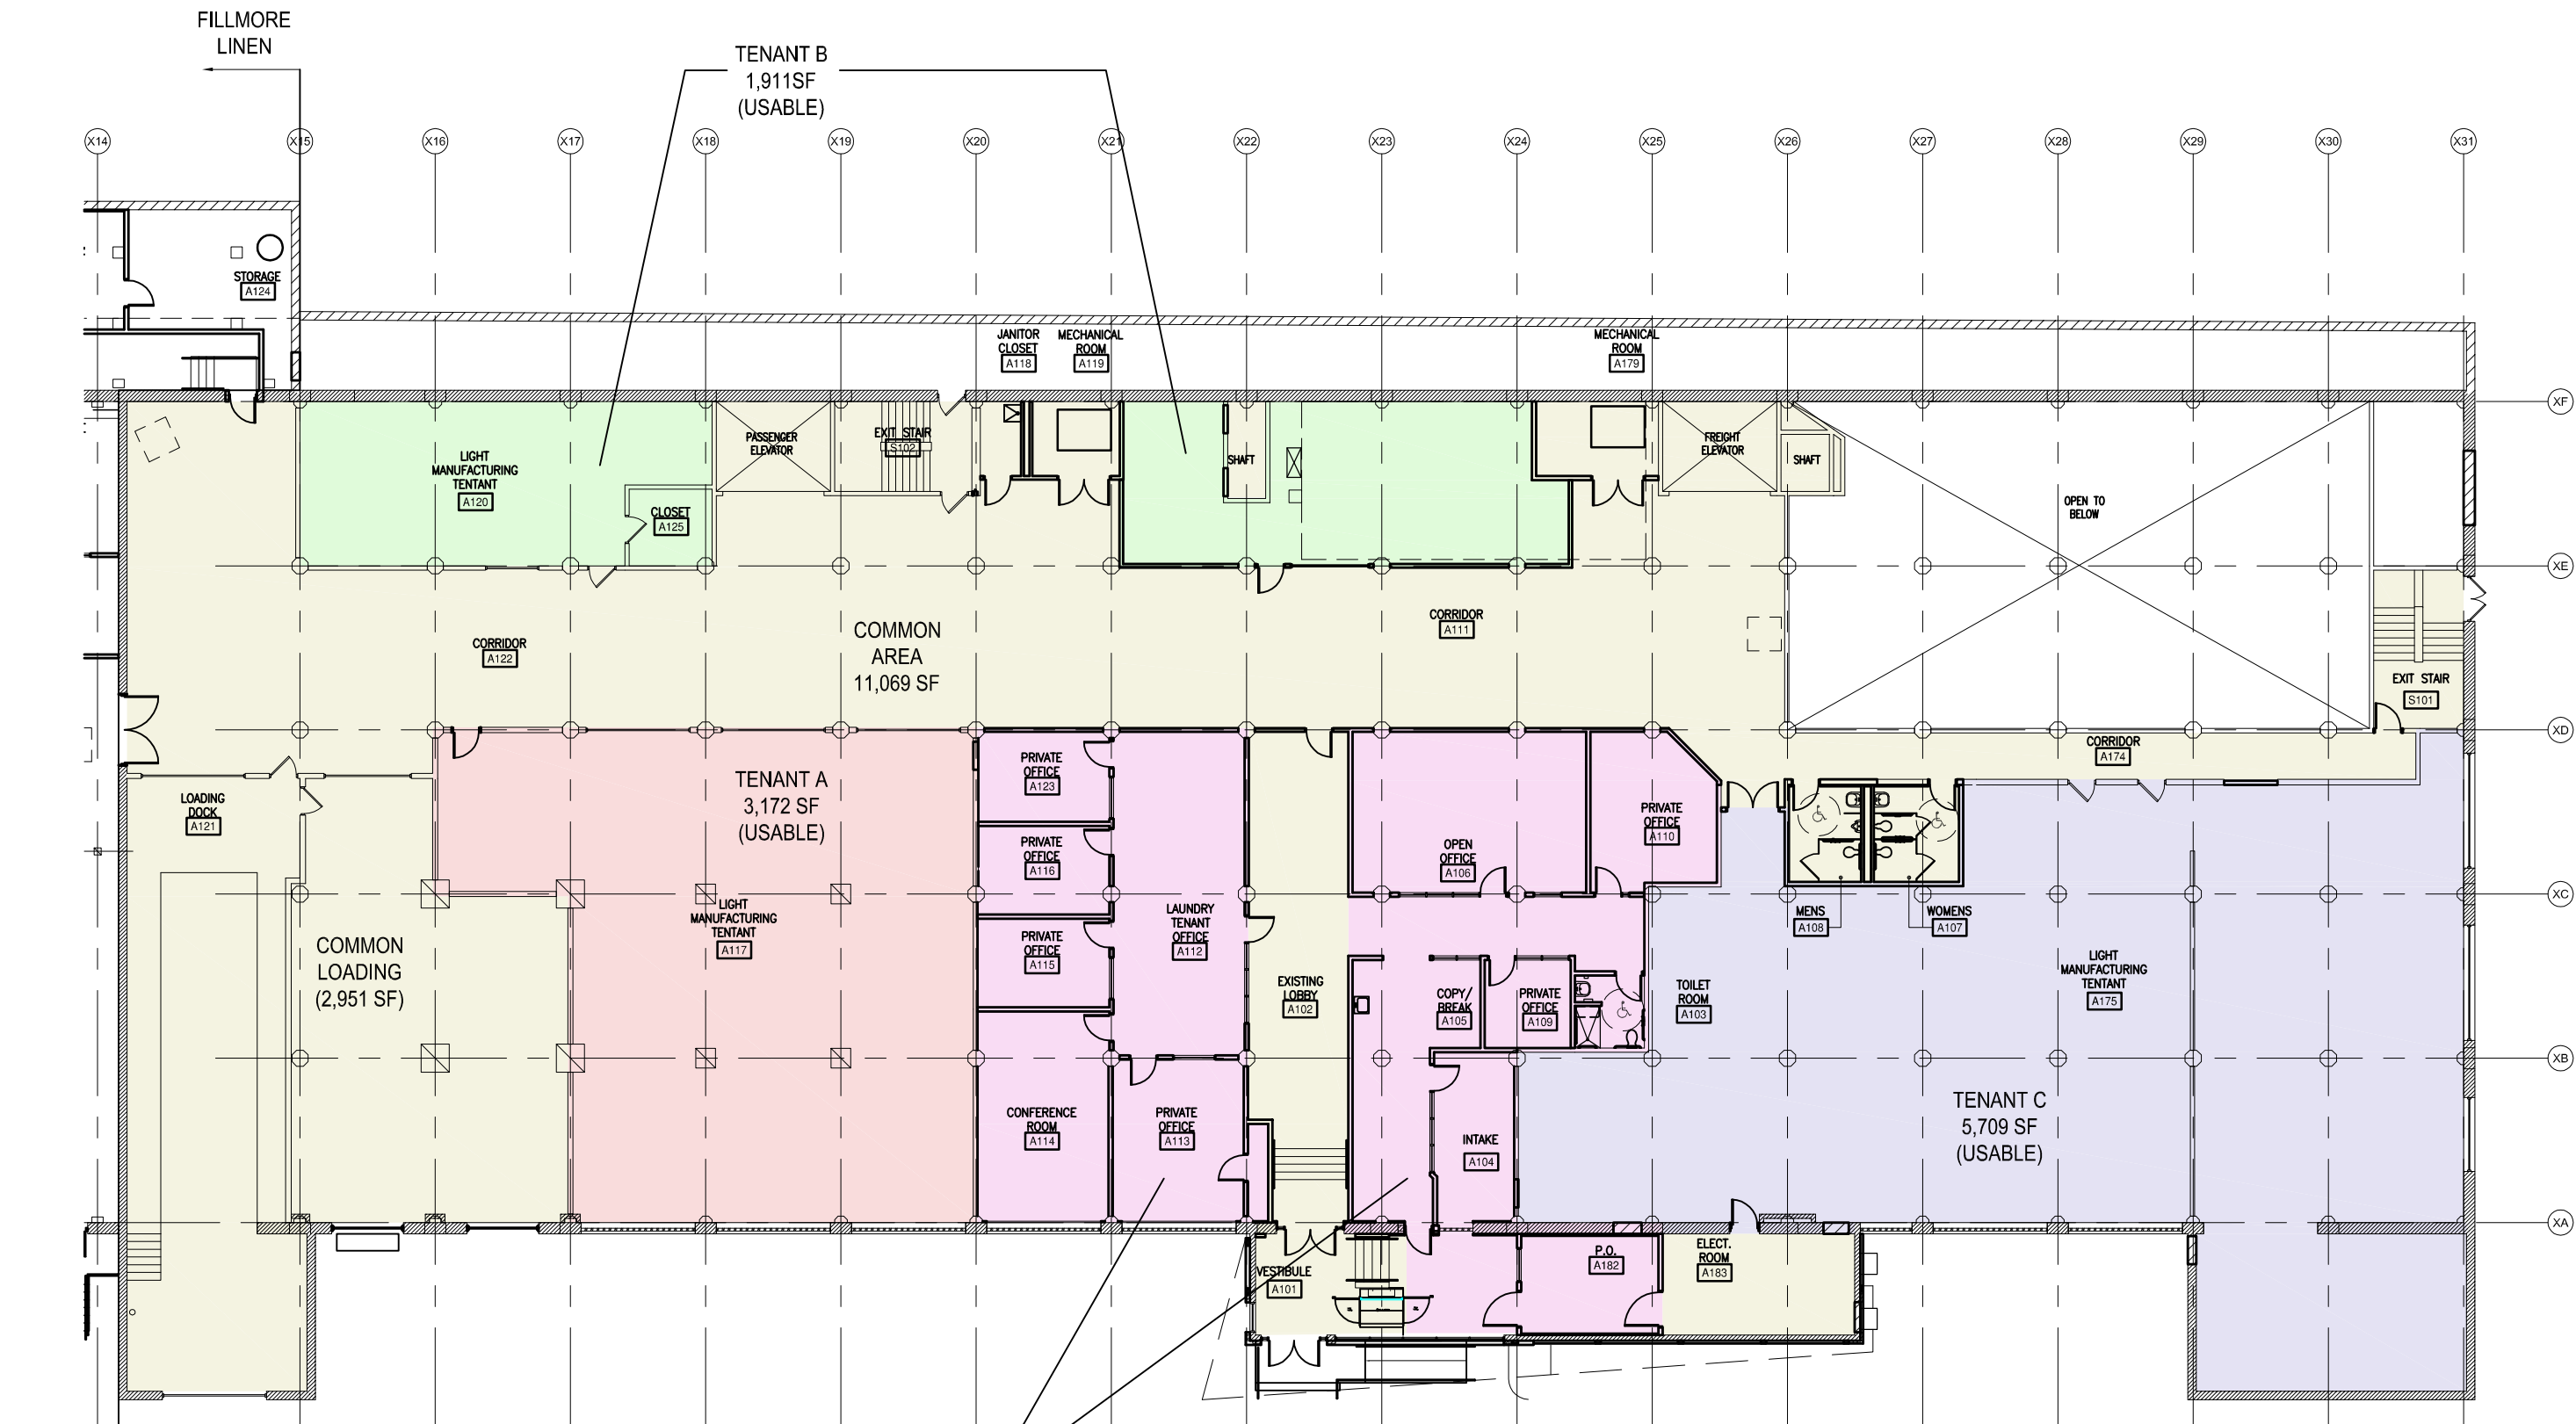 FILLMORE
LINEN
TENANT B
1,911SF
(USABLE)
X14
X15
X16
X17
X18
X19
X20
X21
X22
X23
X24
X25
X26
X27
X28
X29
X30
X31
STORAGE
A124
JANITOR
CLOSET
A118
MECHANICAL
ROOM
A119
MECHANICAL
ROOM
A179
XF
LIGHT
MANUFACTURING
TENTANT
A120
CLOSET
A125
PASSENGER
ELEVATOR
EXIT STAIR
S102
SHAFT
FREIGHT
ELEVATOR
SHAFT
OPEN TO
BELOW
XE
CORRIDOR
A122
COMMON
AREA
11,069 SF
CORRIDOR
A111
EXIT STAIR
S101
XD
CORRIDOR
A174
LOADING
DOCK
A121
TENANT A
3,172 SF
(USABLE)
PRIVATE
OFFICE
A123
PRIVATE
OFFICE
A116
PRIVATE
OFFICE
A115
OPEN
OFFICE
A106
PRIVATE
OFFICE
A110
XC
LIGHT
MANUFACTURING
TENTANT
A117
LAUNDRY
TENANT
OFFICE
A112
MENS
A108
WOMENS
A107
COMMON
LOADING
(2,951 SF)
EXISTING
LOBBY
A102
COPY/
BREAK
A105
PRIVATE
OFFICE
A109
TOILET
ROOM
A103
LIGHT
MANUFACTURING
TENTANT
A175
XB
CONFERENCE
ROOM
A114
PRIVATE
OFFICE
A113
INTAKE
A104
TENANT C
5,709 SF
(USABLE)
XA
VESTIBULE
A101
P.O.
A182
ELECT.
ROOM
A183